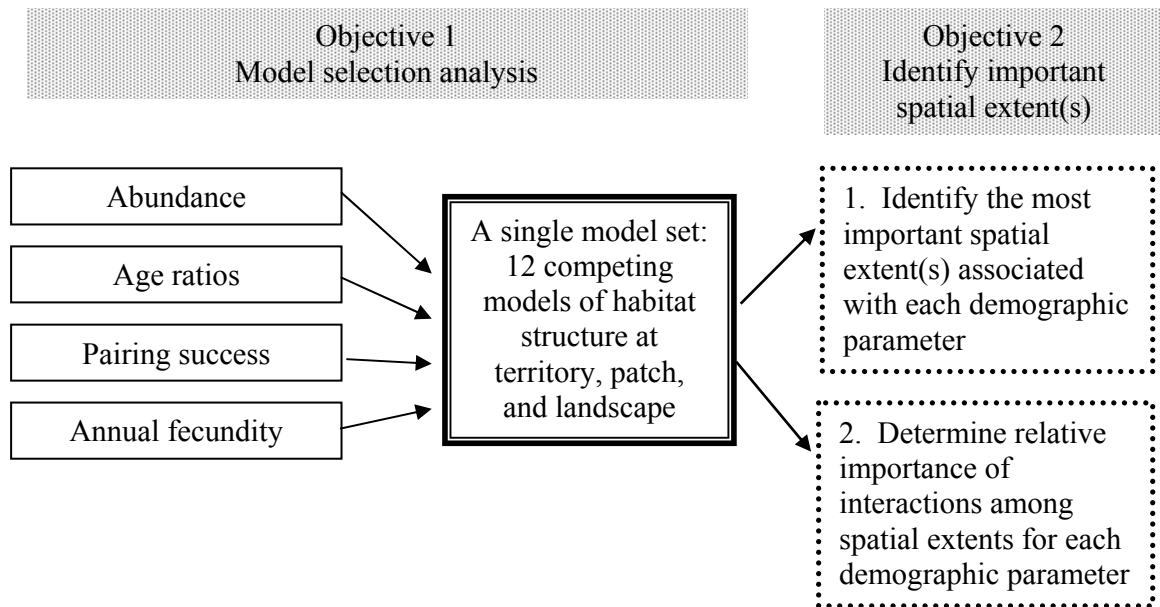 Objective 1
Model selection analysis
Objective 2
Identify important
spatial extent(s)
Abundance
Age ratios
Pairing success
Annual fecundity
A single model set:
12 competing
models of habitat
structure at
territory, patch,
and landscape
1. Identify the most
important spatial
extent(s) associated
with each demographic
parameter
2. Determine relative
importance of
interactions among
spatial extents for each
demographic parameter